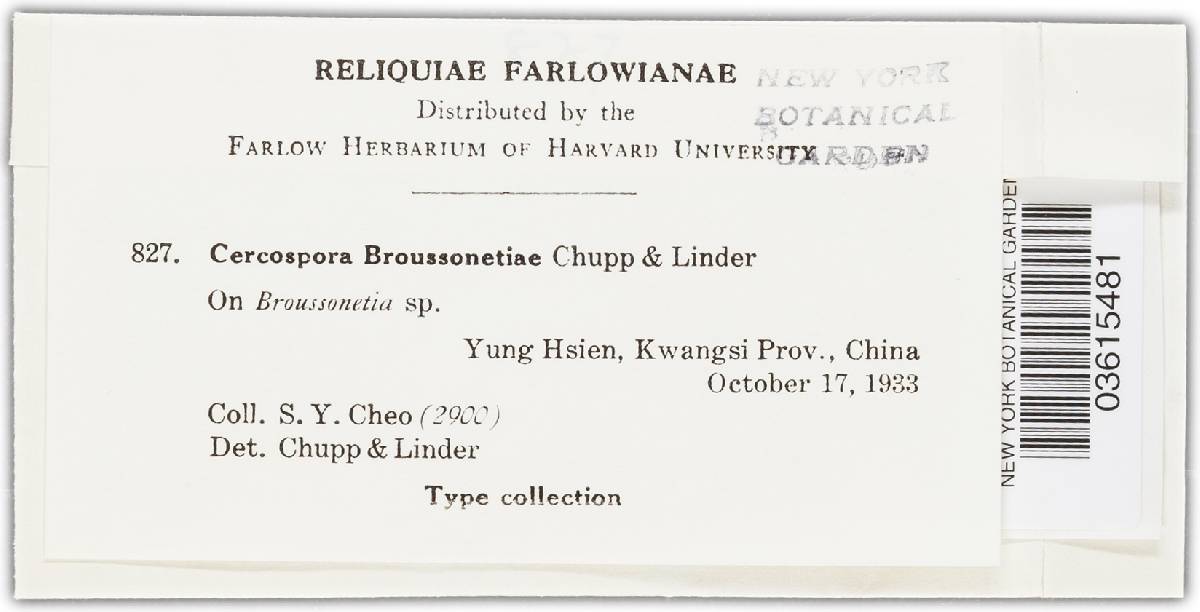 RELIQUIAE FARLOWIANAE
Distributed by the
FARLOW HERBARIUM OF HARVARD UNIVERSITY
NEW YORK
BOTANICAL
GARDEN
827. Cercospora Broussonetiae Chupp & Linder
On Broussonetia sp.
Yung Hsien, Kwangsi Prov., China
October 17, 1933
Coll. S. Y. Cheo (2900)
Det. Chupp & Linder
Type collection
NEW YORK BOTANICAL GARDEN
03615481